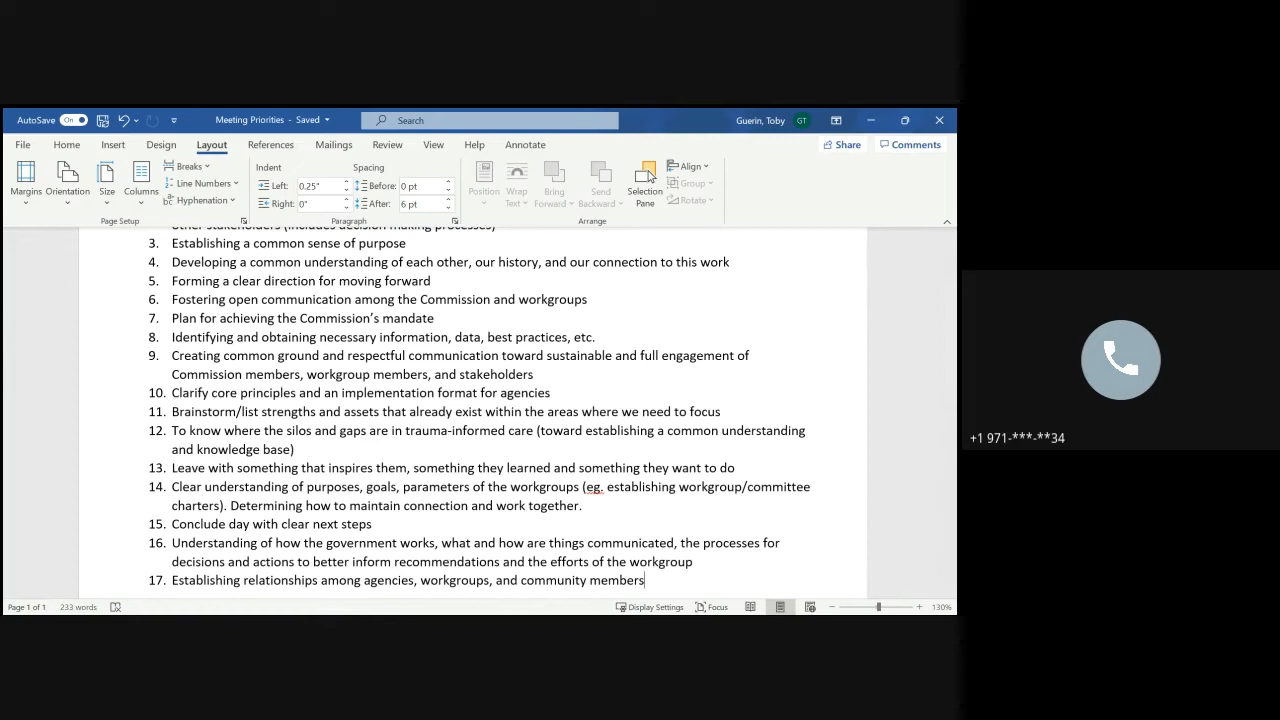 AutoSave On Meeting Priorities - Saved Search Guerin, Toby GT
File Home Insert Design Layout References Mailings Review View Help Annotate Share Comments
Margins
Orientation
Size
Columns
Breaks
Line Numbers
Hyphenation
Page Setup
Indent
Left: 0.25"
Right: 0"
Spacing
Before: 0 pt
After: 6 pt
Paragraph
Position
Wrap Text
Bring Forward
Send Backward
Selection Pane
Align
Group
Rotate
Arrange
other stakeholders (includes decision making processes)
3. Establishing a common sense of purpose
4. Developing a common understanding of each other, our history, and our connection to this work
5. Forming a clear direction for moving forward
6. Fostering open communication among the Commission and workgroups
7. Plan for achieving the Commission's mandate
8. Identifying and obtaining necessary information, data, best practices, etc.
9. Creating common ground and respectful communication toward sustainable and full engagement of
Commission members, workgroup members, and stakeholders
10. Clarify core principles and an implementation format for agencies
11. Brainstorm/list strengths and assets that already exist within the areas where we need to focus
12. To know where the silos and gaps are in trauma-informed care (toward establishing a common understanding
and knowledge base)
13. Leave with something that inspires them, something they learned and something they want to do
14. Clear understanding of purposes, goals, parameters of the workgroups (eg. establishing workgroup/committee
charters). Determining how to maintain connection and work together.
15. Conclude day with clear next steps
16. Understanding of how the government works, what and how are things communicated, the processes for
decisions and actions to better inform recommendations and the efforts of the workgroup
17. Establishing relationships among agencies, workgroups, and community members
Page 1 of 1 233 words Display Settings Focus 130%
+1 971-***-**34